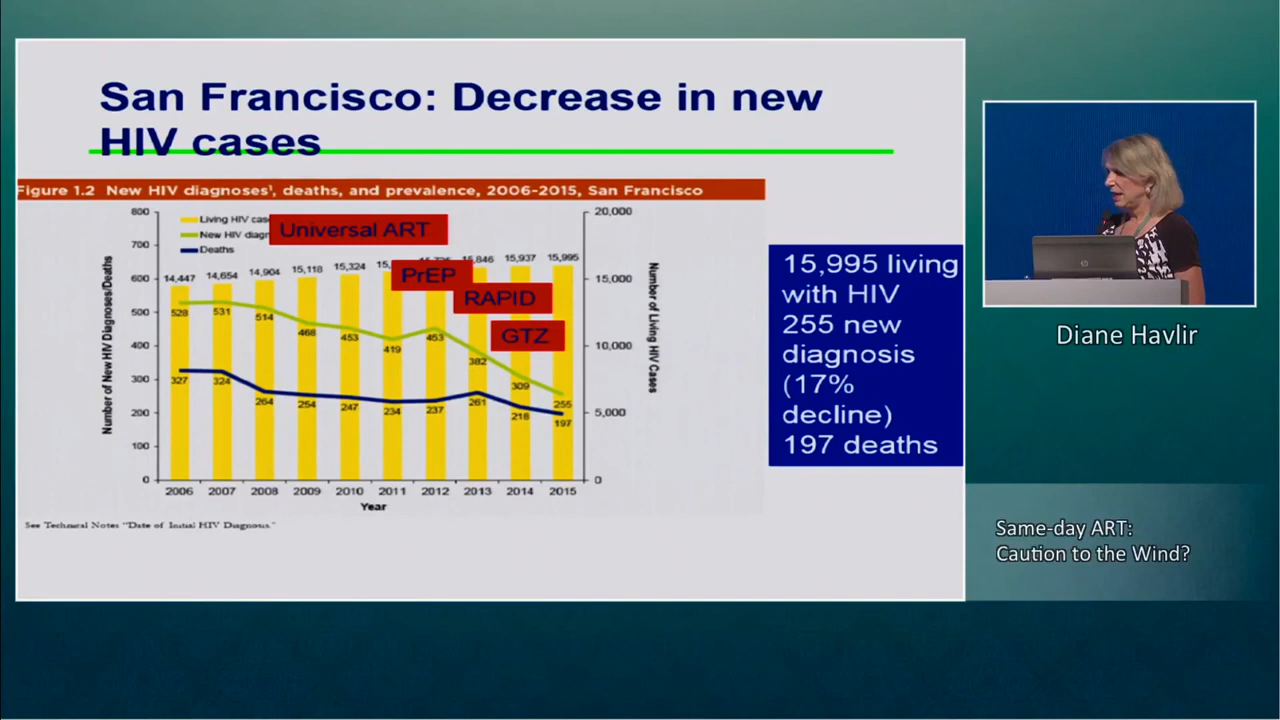 San Francisco: Decrease in new
HIV cases
Figure 1.2 New HIV diagnoses¹, deaths, and prevalence, 2006-2015, San Francisco
Number of New HIV Diagnoses/Deaths
800
700
600
500
400
300
200
100
0
Living HIV cas
New HIV diagn
Deaths
Universal ART
PrEP
RAPID
GTZ
14,447 14,654 14,904 15,118 15,324 15, 15,846 15,937 15,995
528 531 514 468 453 419 453 382 309 255
327 324 264 254 247 234 237 261 218 197
20,000
15,000
10,000
5,000
0
Number of Living HIV Cases
2006 2007 2008 2009 2010 2011 2012 2013 2014 2015
Year
See Technical Notes "Date of Initial HIV Diagnosis."
15,995 living
with HIV
255 new
diagnosis
(17%
decline)
197 deaths
hp
Diane Havlir
Same-day ART:
Caution to the Wind?